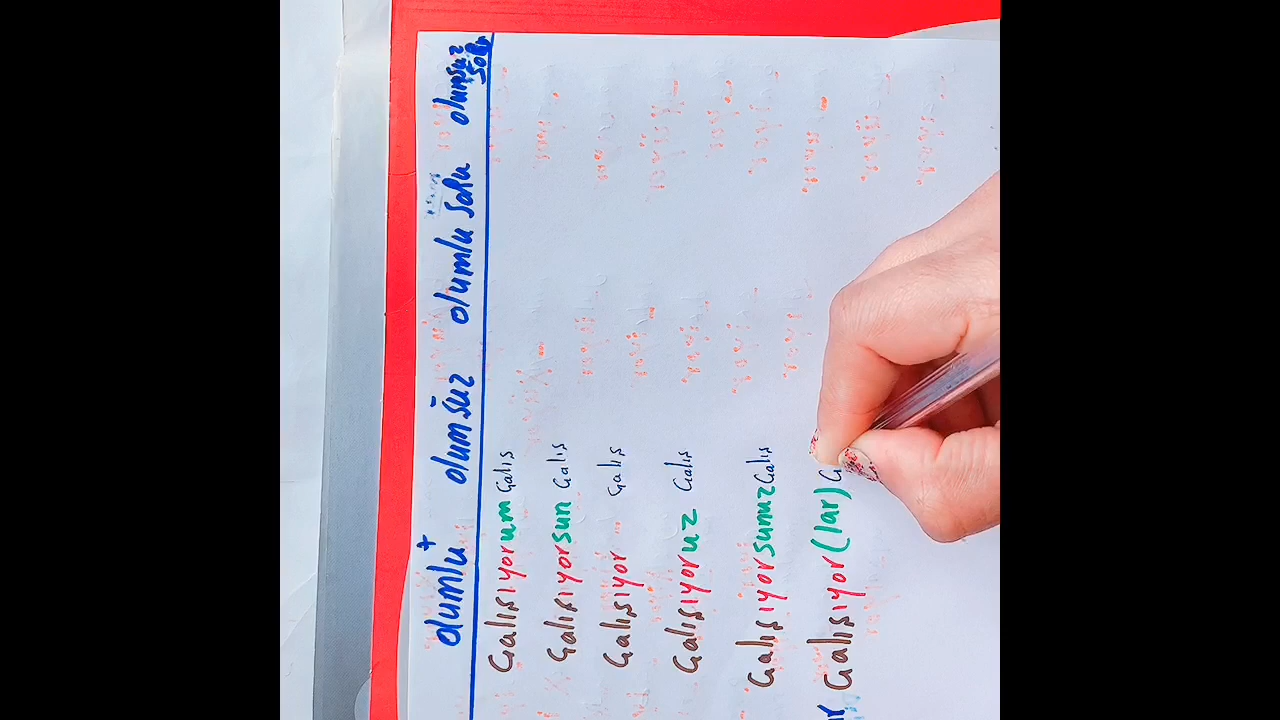 olumlu + olumsuz - olumlu soru olumsuz soru
Çalışıyorum Çalış
Çalışıyorsun Çalış
Çalışıyor Çalış
Çalışıyoruz Çalış
Çalışıyorsunuz Çalış
Çalışıyor(lar) Ç